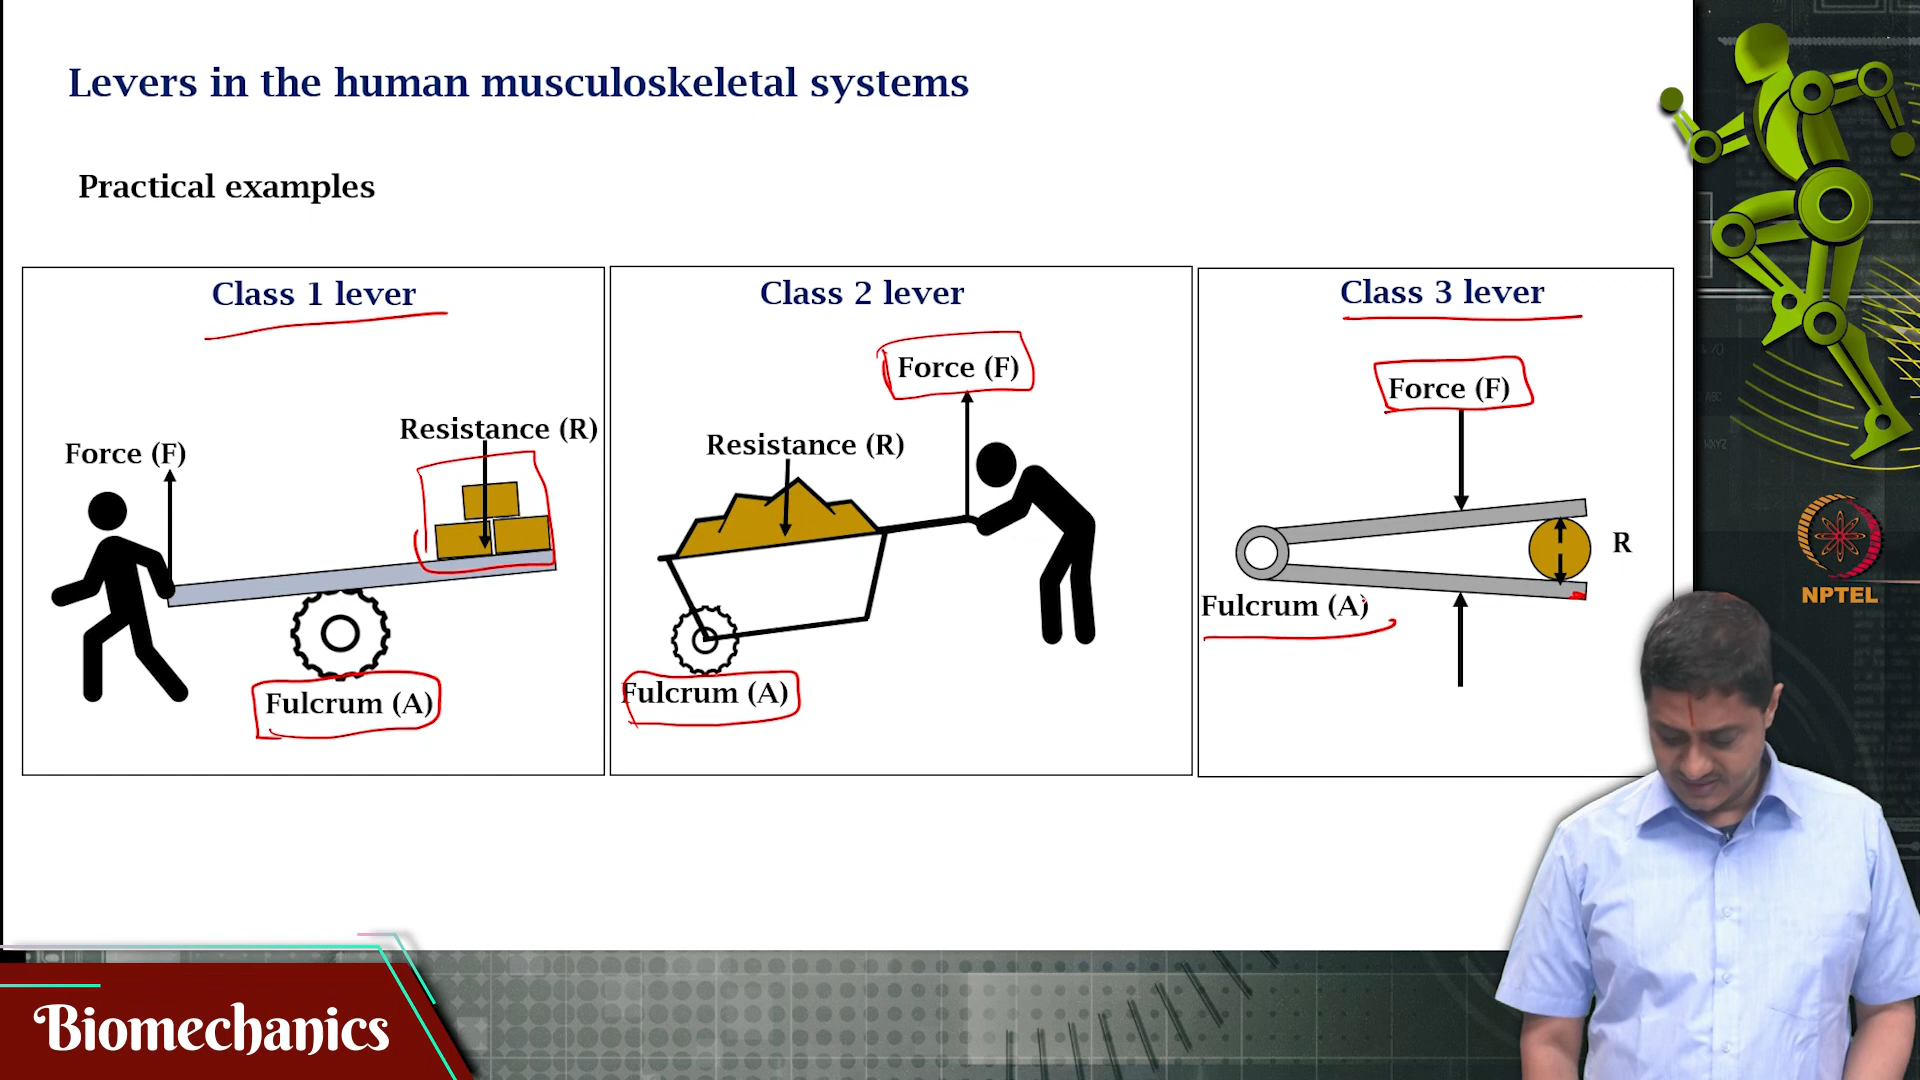 Levers in the human musculoskeletal systems
Practical examples
Class 1 lever
Force (F)
Resistance (R)
Fulcrum (A)
Class 2 lever
Force (F)
Resistance (R)
Fulcrum (A)
Class 3 lever
Force (F)
R
Fulcrum (A)
NPTEL
Biomechanics